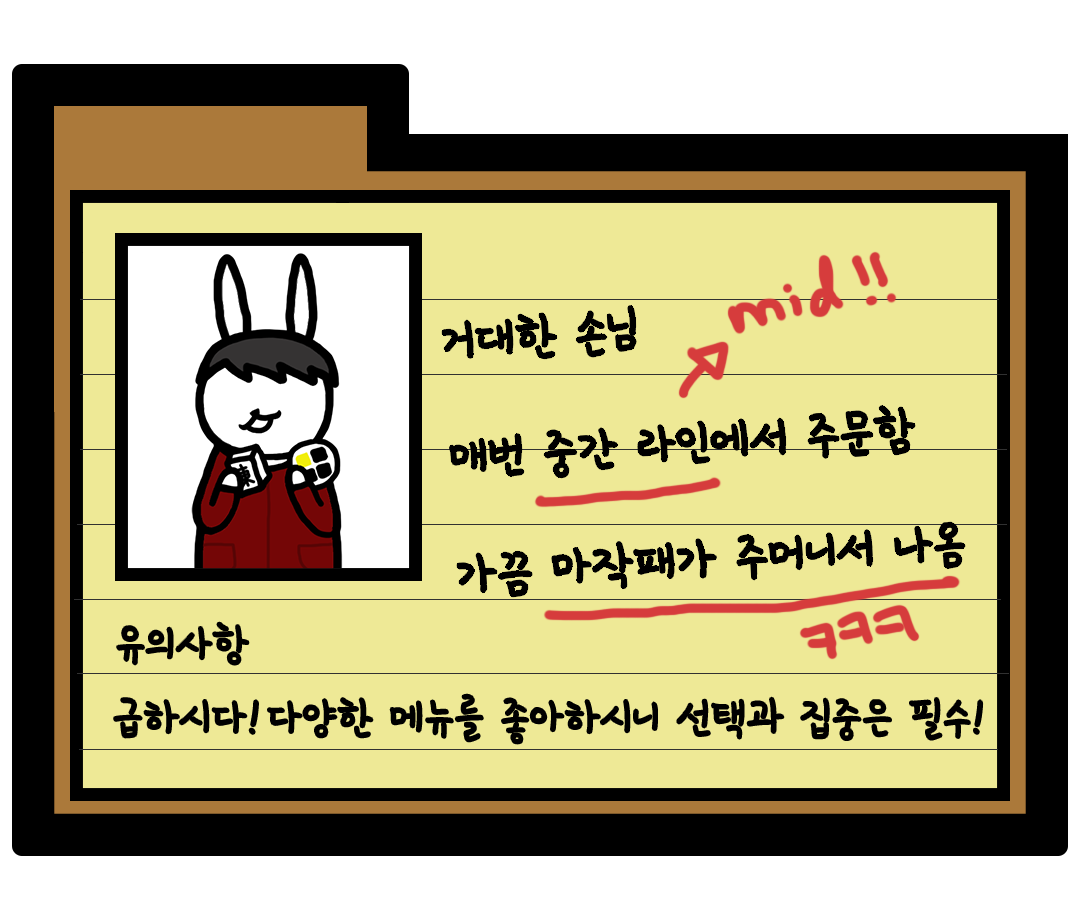 mid!!
거대한 손님
매번 중간 라인에서 주문함
가끔 마작패가 주머니서 나옴
ㅋㅋㅋ
東
유의사항
급하시다! 다양한 메뉴를 좋아하시니 선택과 집중은 필수!